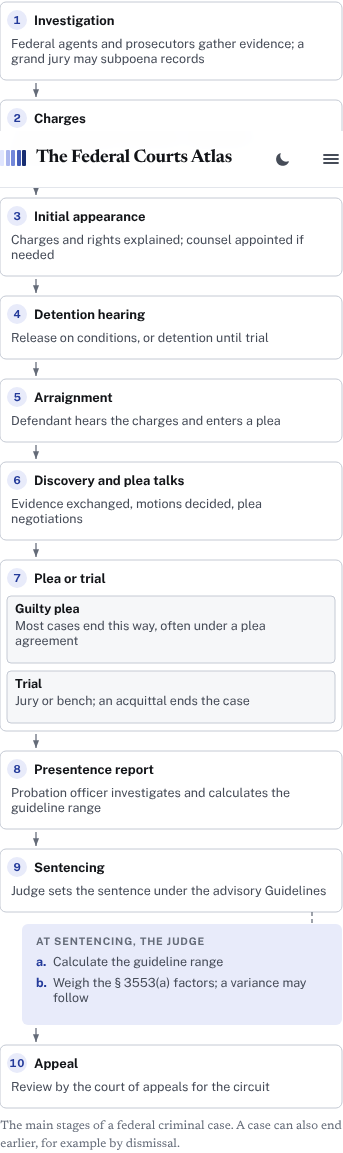 1 Investigation
Federal agents and prosecutors gather evidence; a
grand jury may subpoena records
2 Charges
The Federal Courts Atlas
3 Initial appearance
Charges and rights explained; counsel appointed if
needed
4 Detention hearing
Release on conditions, or detention until trial
5 Arraignment
Defendant hears the charges and enters a plea
6 Discovery and plea talks
Evidence exchanged, motions decided, plea
negotiations
7 Plea or trial
Guilty plea
Most cases end this way, often under a plea
agreement
Trial
Jury or bench; an acquittal ends the case
8 Presentence report
Probation officer investigates and calculates the
guideline range
9 Sentencing
Judge sets the sentence under the advisory Guidelines
AT SENTENCING, THE JUDGE
a. Calculate the guideline range
b. Weigh the § 3553(a) factors; a variance may
follow
10 Appeal
Review by the court of appeals for the circuit
The main stages of a federal criminal case. A case can also end
earlier, for example by dismissal.